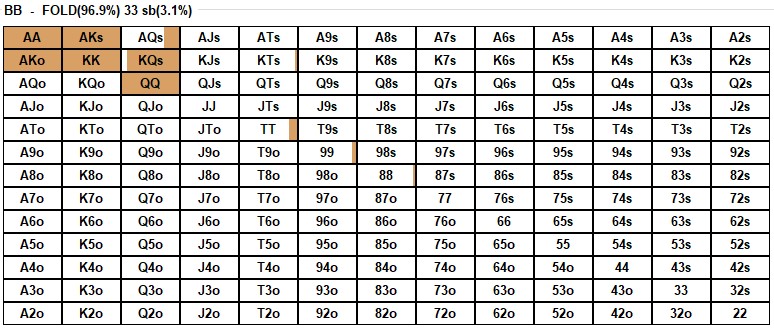 BB - FOLD(96.9%) 33 sb(3.1%)
AA AKs AQs AJs ATs A9s A8s A7s A6s A5s A4s A3s A2s
AKo KK KQs KJs KTs K9s K8s K7s K6s K5s K4s K3s K2s
AQo KQo QQ QJs QTs Q9s Q8s Q7s Q6s Q5s Q4s Q3s Q2s
AJo KJo QJo JJ JTs J9s J8s J7s J6s J5s J4s J3s J2s
ATo KTo QTo JTo TT T9s T8s T7s T6s T5s T4s T3s T2s
A9o K9o Q9o J9o T9o 99 98s 97s 96s 95s 94s 93s 92s
A8o K8o Q8o J8o T8o 98o 88 87s 86s 85s 84s 83s 82s
A7o K7o Q7o J7o T7o 97o 87o 77 76s 75s 74s 73s 72s
A6o K6o Q6o J6o T6o 96o 86o 76o 66 65s 64s 63s 62s
A5o K5o Q5o J5o T5o 95o 85o 75o 65o 55 54s 53s 52s
A4o K4o Q4o J4o T4o 94o 84o 74o 64o 54o 44 43s 42s
A3o K3o Q3o J3o T3o 93o 83o 73o 63o 53o 43o 33 32s
A2o K2o Q2o J2o T2o 92o 82o 72o 62o 52o 42o 32o 22